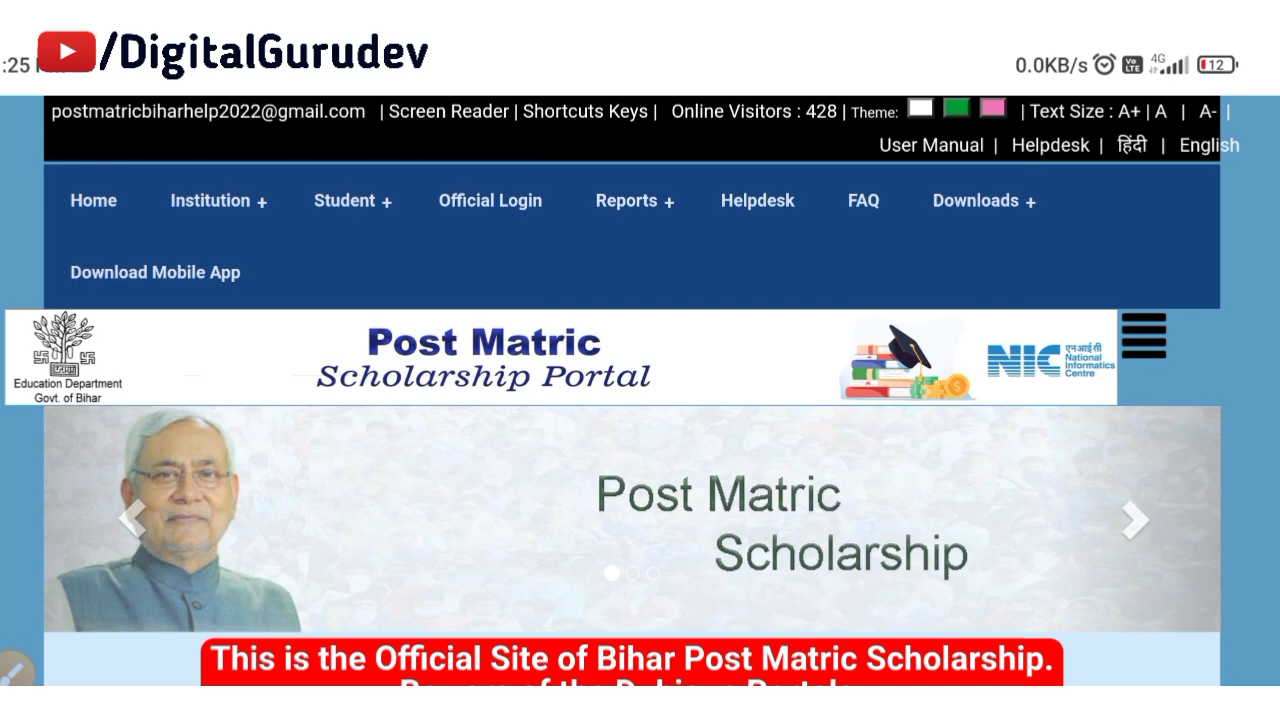 /DigitalGurudev
:25
0.0KB/s Vo LTE 4G 12
postmatricbiharhelp2022@gmail.com | Screen Reader | Shortcuts Keys | Online Visitors : 428 | Theme: | Text Size : A+ | A | A- |
User Manual | Helpdesk | हिंदी | English
Home Institution + Student + Official Login Reports + Helpdesk FAQ Downloads +
Download Mobile App
Education Department
Govt. of Bihar
Post Matric
Scholarship Portal
NIC
एनआईसी
National
Informatics
Centre
Post Matric
Scholarship
This is the Official Site of Bihar Post Matric Scholarship.